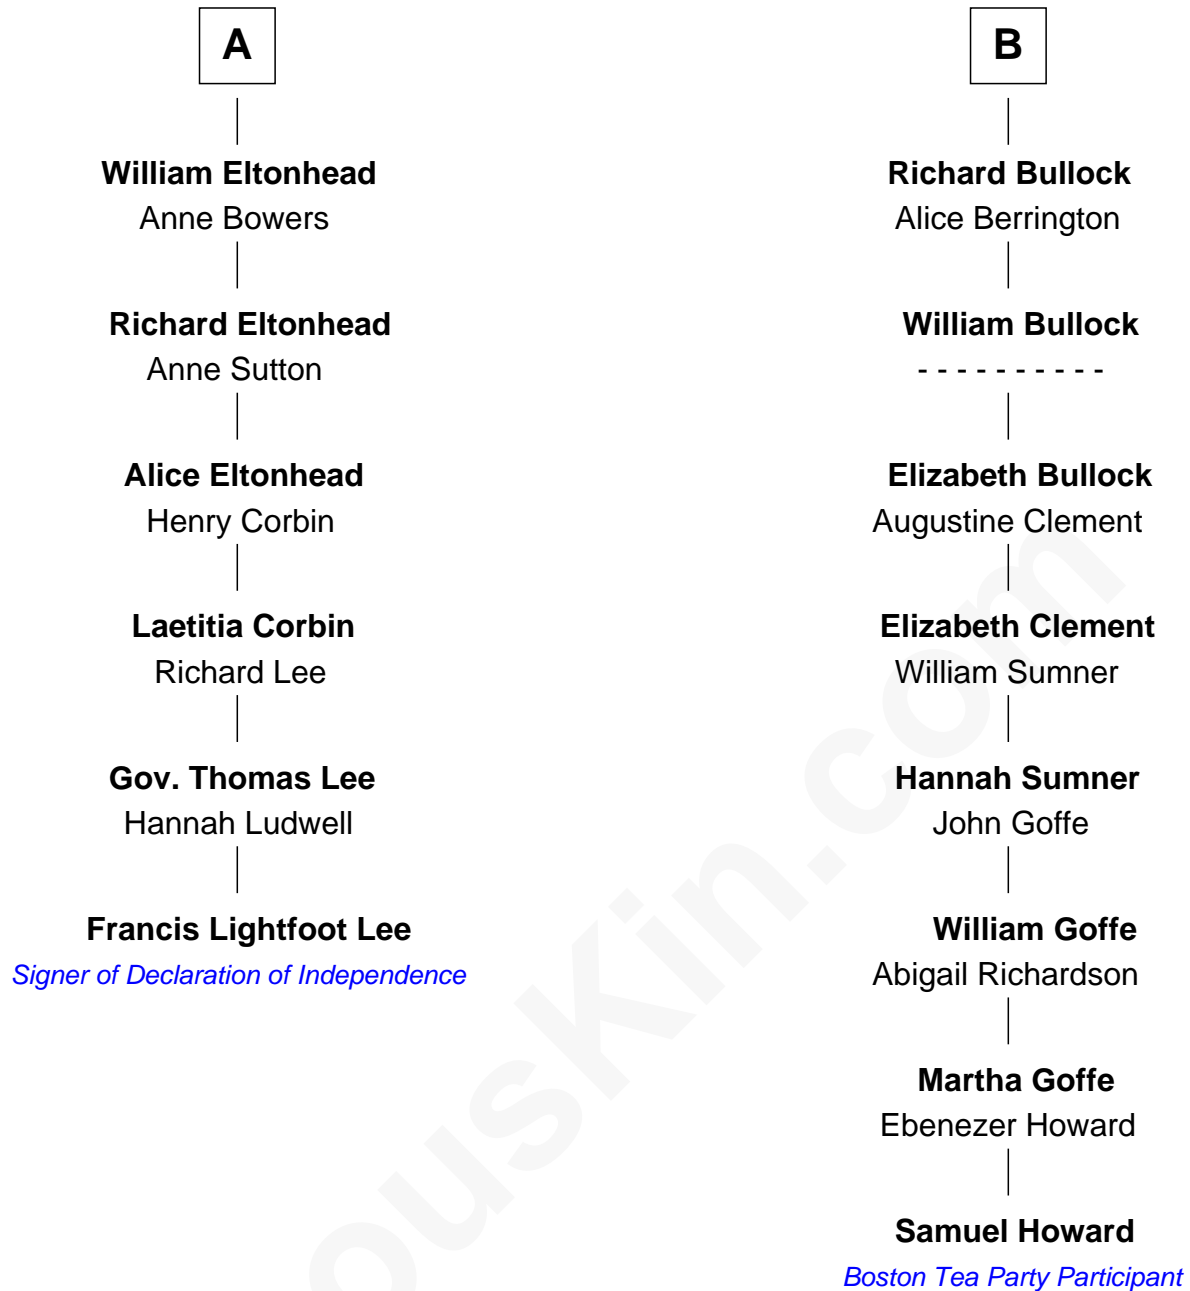 A
William Eltonhead
Anne Bowers
Richard Eltonhead
Anne Sutton
Alice Eltonhead
Henry Corbin
Laetitia Corbin
Richard Lee
Gov. Thomas Lee
Hannah Ludwell
Francis Lightfoot Lee
Signer of Declaration of Independence
B
Richard Bullock
Alice Berrington
William Bullock
- - - - - - - - - -
Elizabeth Bullock
Augustine Clement
Elizabeth Clement
William Sumner
Hannah Sumner
John Goffe
William Goffe
Abigail Richardson
Martha Goffe
Ebenezer Howard
Samuel Howard
Boston Tea Party Participant
ouskin.com